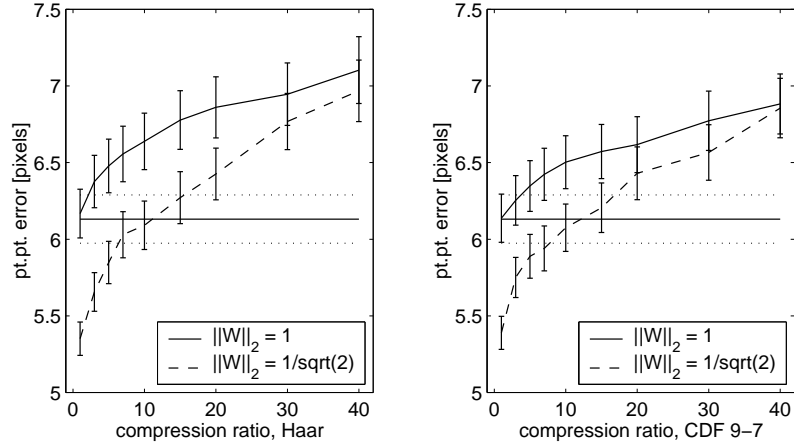 7.5
7
6.5
6
5.5
5
pt.pt. error [pixels]
0 10 20 30 40
compression ratio, Haar
||W||2 = 1
||W||2 = 1/sqrt(2)
7.5
7
6.5
6
5.5
5
pt.pt. error [pixels]
0 10 20 30 40
compression ratio, CDF 9−7
||W||2 = 1
||W||2 = 1/sqrt(2)